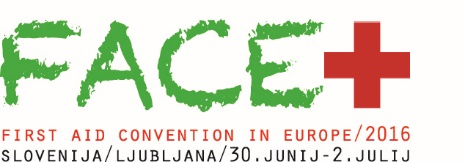 FACE
FIRST AID CONVENTION IN EUROPE/2016
SLOVENIJA/LJUBLJANA/30.JUNIJ-2.JULIJ